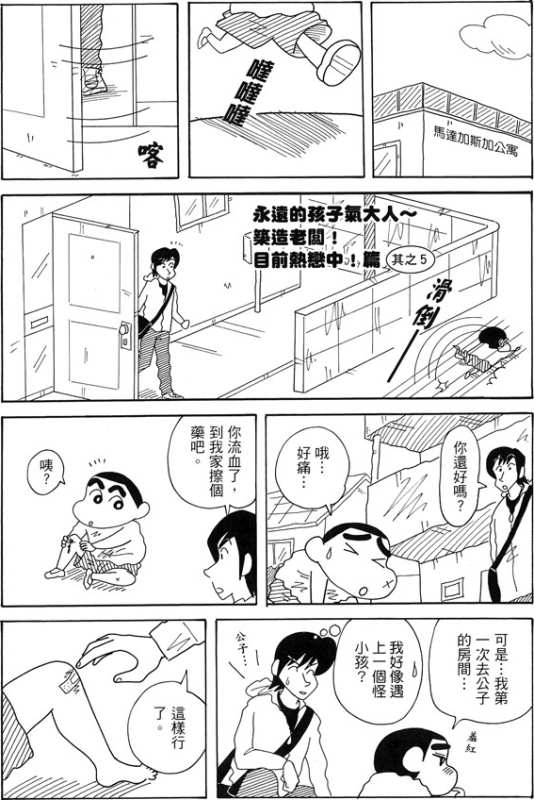 馬達加斯加公寓
噠噠噠
喀
永遠的孩子氣大人～
築造老闆！
目前熱戀中！篇 其之5
滑倒——
你還好嗎？
哦…
好痛…
你流血了，
到我家擦個
藥吧。
咦？
可是…我第
一次去公子
的房間…
羞紅
我好像遇
上一個怪
小孩？
公子…
這樣行
了。